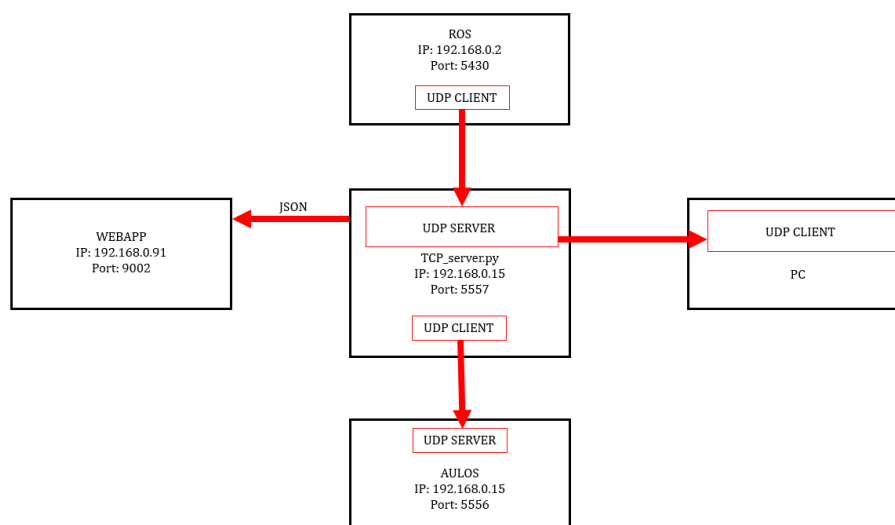 ROS
IP: 192.168.0.2
Port: 5430
UDP CLIENT
JSON
WEBAPP
IP: 192.168.0.91
Port: 9002
UDP SERVER
TCP_server.py
IP: 192.168.0.15
Port: 5557
UDP CLIENT
UDP CLIENT
PC
UDP SERVER
AULOS
IP: 192.168.0.15
Port: 5556